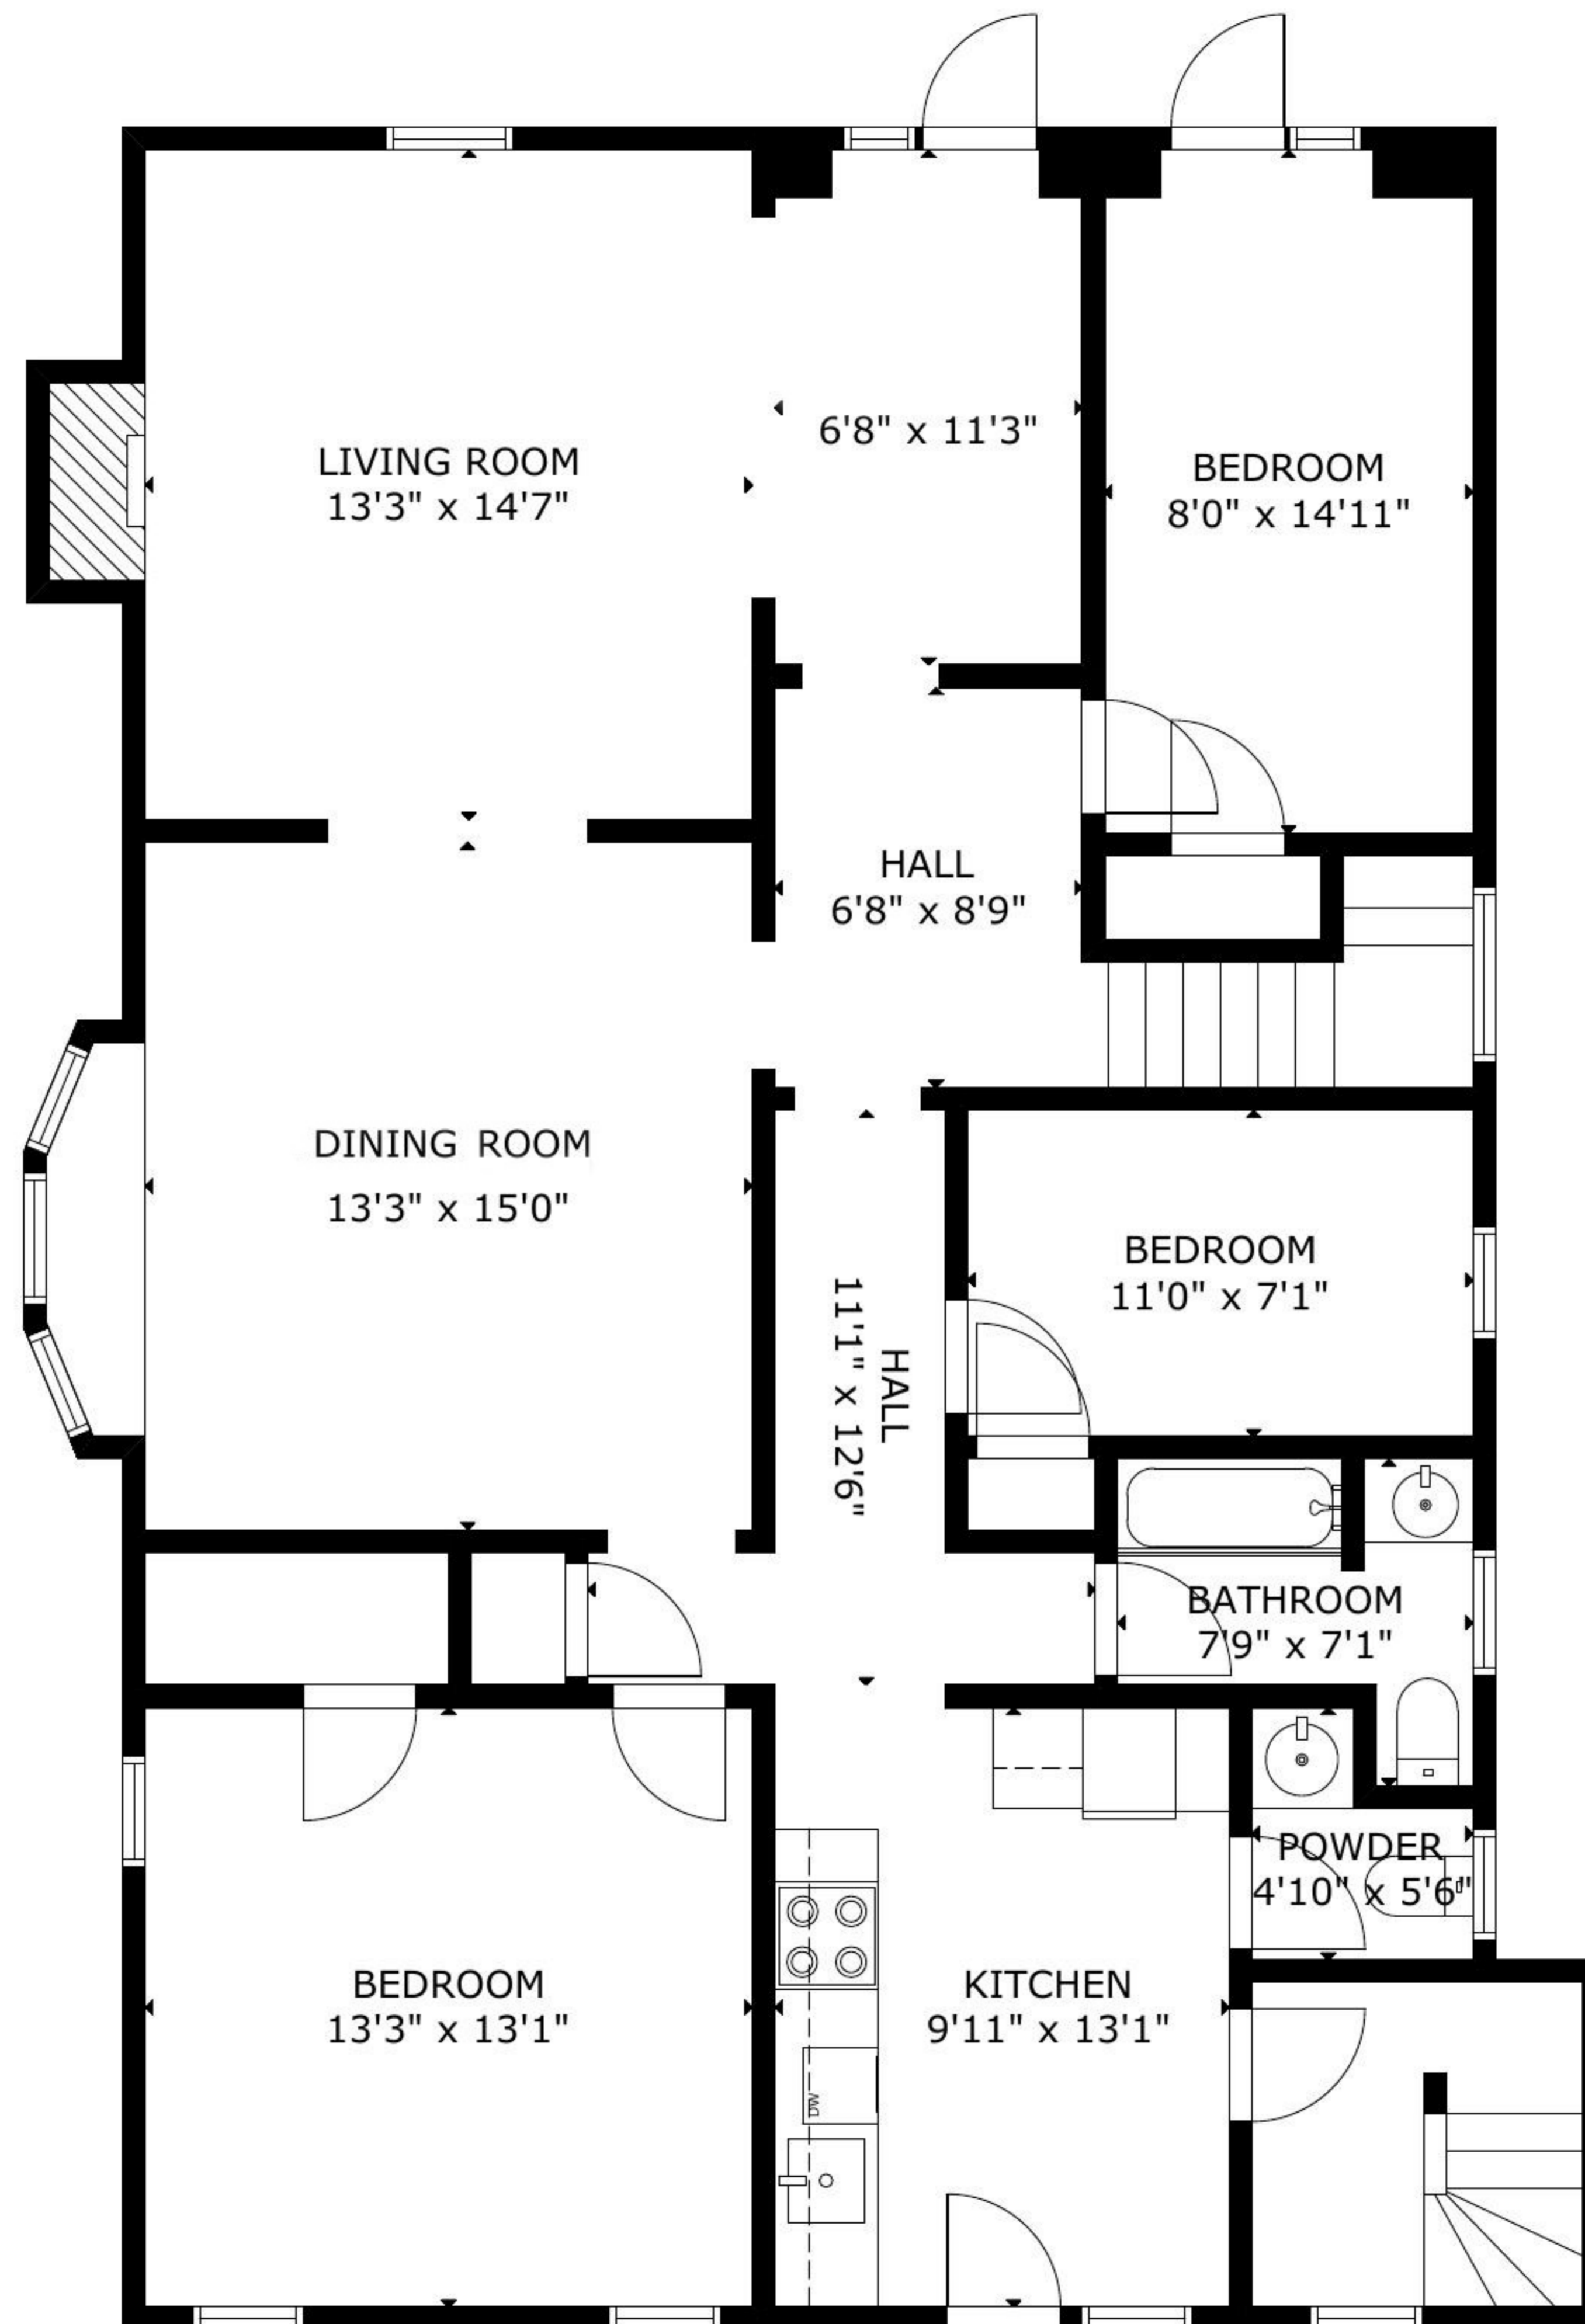 6'8" x 11'3"
LIVING ROOM
13'3" x 14'7"
BEDROOM
8'0" x 14'11"
HALL
6'8" x 8'9"
DINING ROOM
13'3" x 15'0"
BEDROOM
11'0" x 7'1"
HALL
11'1" x 12'6"
BATHROOM
7'9" x 7'1"
POWDER
4'10" x 5'6"
BEDROOM
13'3" x 13'1"
KITCHEN
9'11" x 13'1"
DW